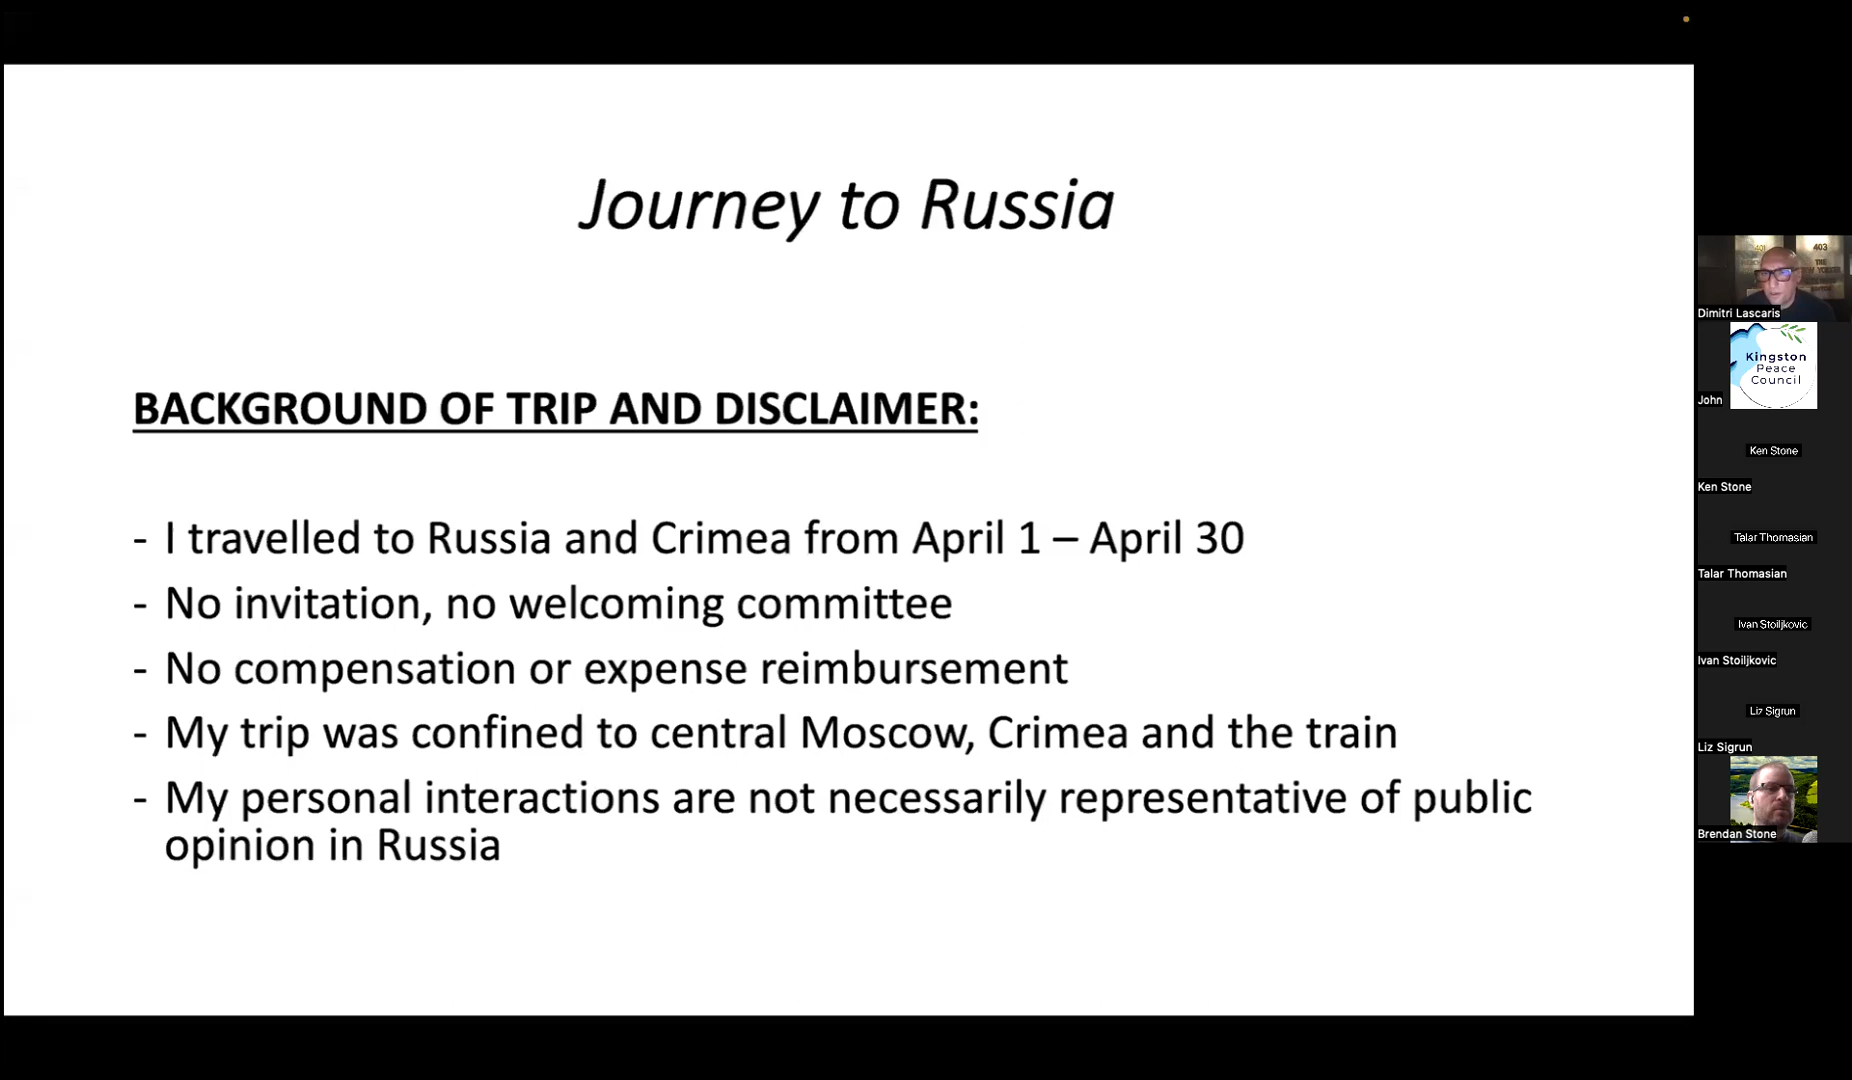 Journey to Russia
BACKGROUND OF TRIP AND DISCLAIMER:
- I travelled to Russia and Crimea from April 1 – April 30
- No invitation, no welcoming committee
- No compensation or expense reimbursement
- My trip was confined to central Moscow, Crimea and the train
- My personal interactions are not necessarily representative of public
opinion in Russia
401
403
THE
Dimitri Lascaris
Kingston
Peace
Council
John
Ken Stone
Ken Stone
Talar Thomasian
Talar Thomasian
Ivan Stoiljkovic
Ivan Stoiljkovic
Liz Sigrun
Liz Sigrun
Brendan Stone